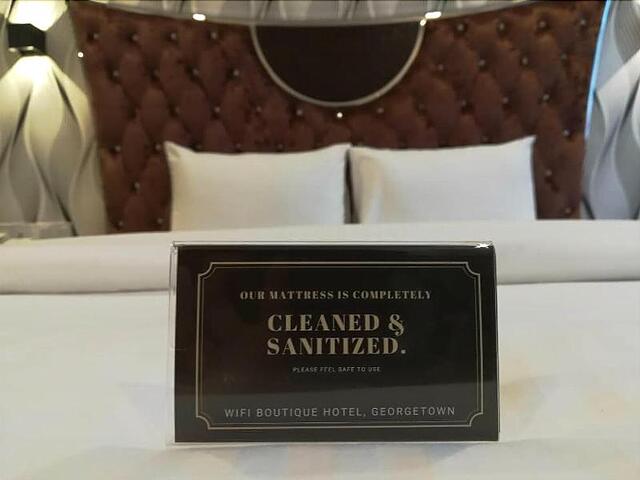 OUR MATTRESS IS COMPLETELY
CLEANED &
SANITIZED.
PLEASE FEEL SAFE TO USE
WIFI BOUTIQUE HOTEL, GEORGETOWN